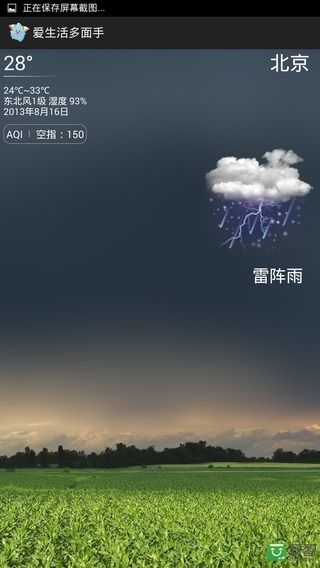 正在保存屏幕截图...
爱生活多面手
28°
北京
24℃~33℃
东北风1级 湿度 93%
2013年8月16日
AQI | 空指：150
雷阵雨